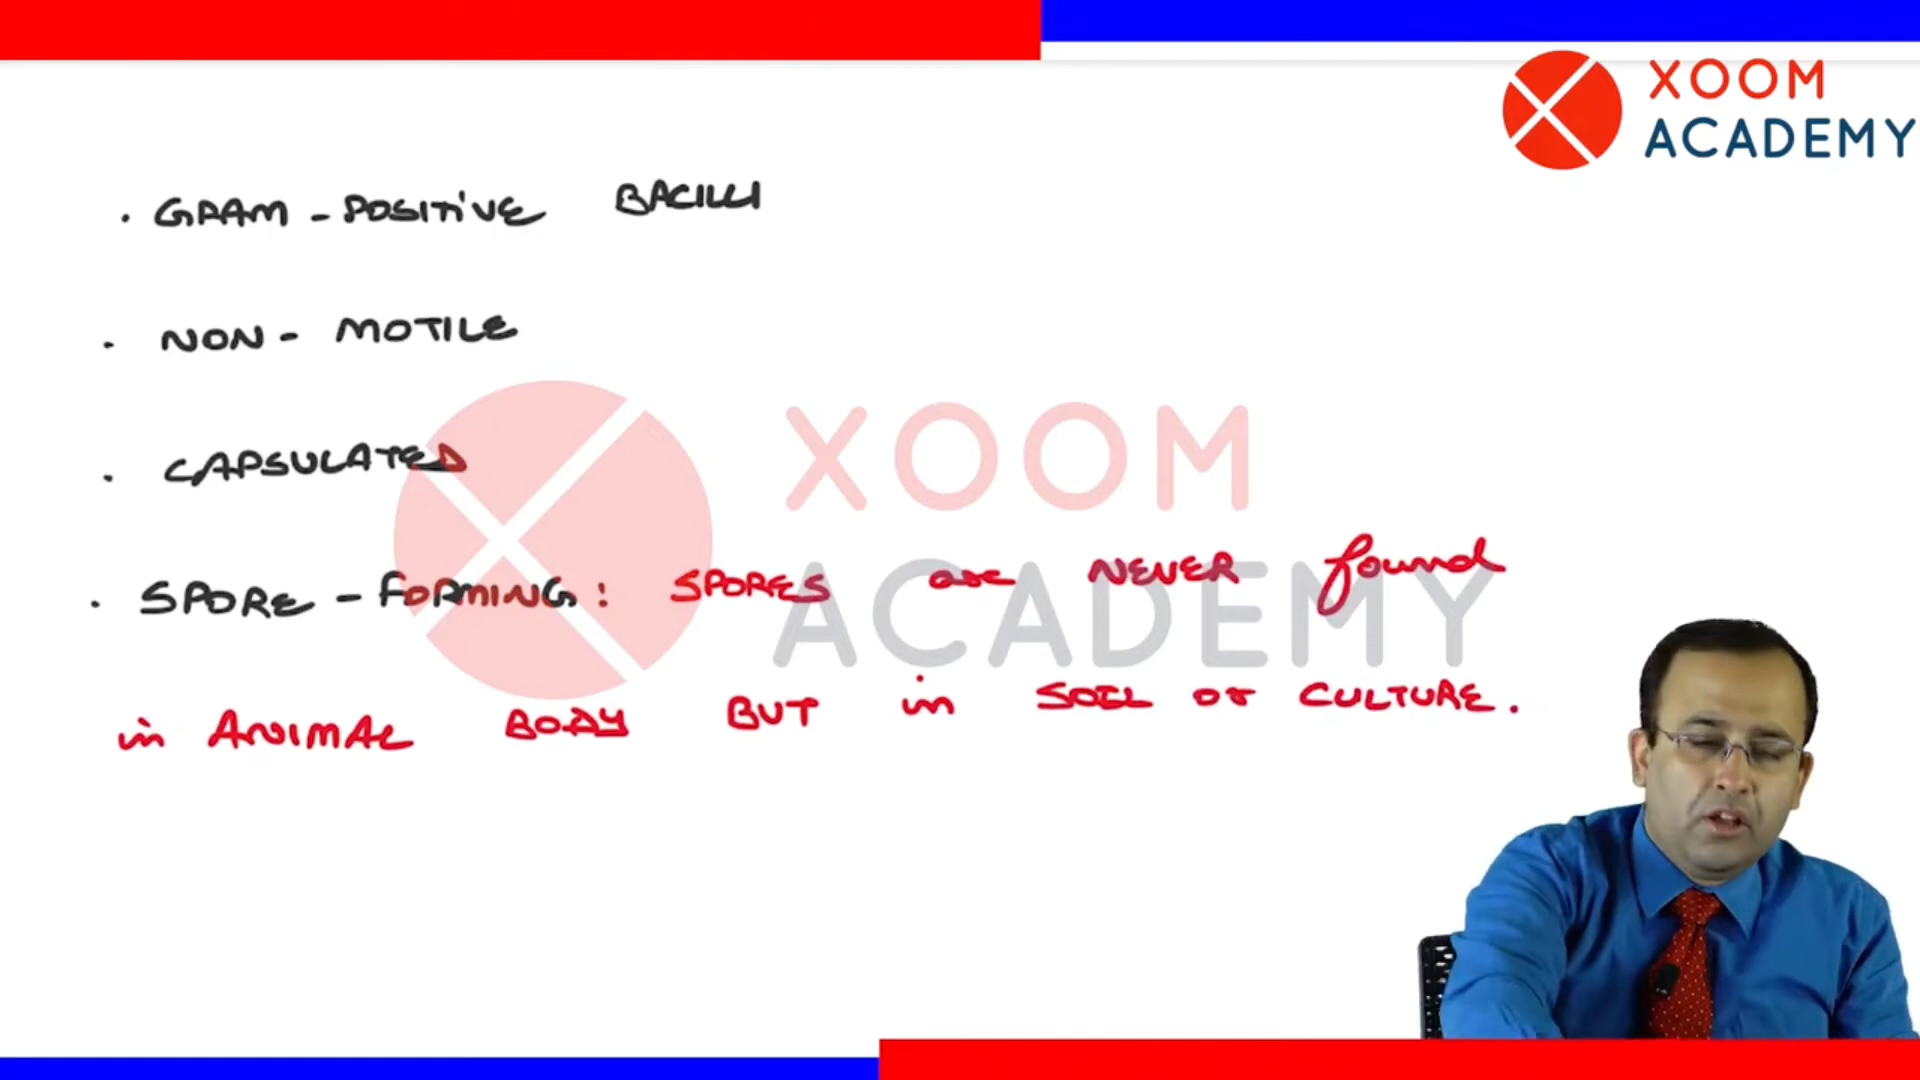 XOOM
ACADEMY
. GRAM - POSITIVE BACILLI
. NON - MOTILE
. CAPSULATED
XOOM
ACADEMY
. SPORE - FORMING: SPORES are NEVER found
in ANIMAL BODY BUT in SOIL or CULTURE.